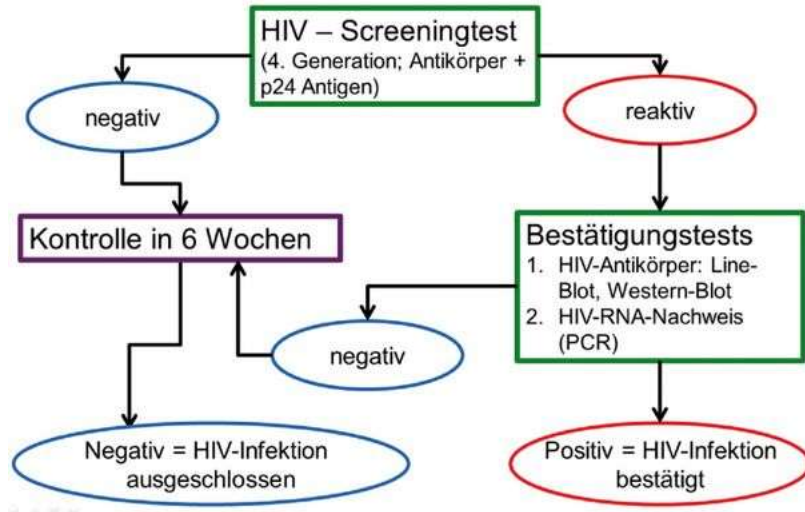 HIV – Screeningtest
(4. Generation; Antikörper +
p24 Antigen)
negativ
reaktiv
Kontrolle in 6 Wochen
Bestätigungstests
1. HIV-Antikörper: Line-
Blot, Western-Blot
2. HIV-RNA-Nachweis
(PCR)
negativ
Negativ = HIV-Infektion
ausgeschlossen
Positiv = HIV-Infektion
bestätigt